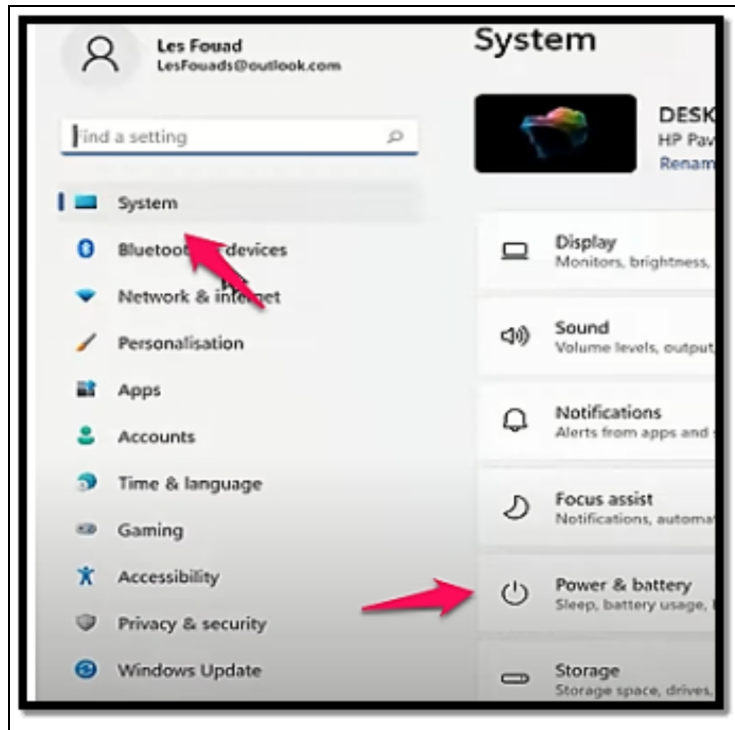 Les Fouad
LesFouads@outlook.com
Find a setting
System
Bluetooth devices
Network & internet
Personalisation
Apps
Accounts
Time & language
Gaming
Accessibility
Privacy & security
Windows Update
System
DESK
HP Pav
Renam
Display
Monitors, brightness,
Sound
Volume levels, output,
Notifications
Alerts from apps and
Focus assist
Notifications, automa
Power & battery
Sleep, battery usage,
Storage
Storage space, drives,